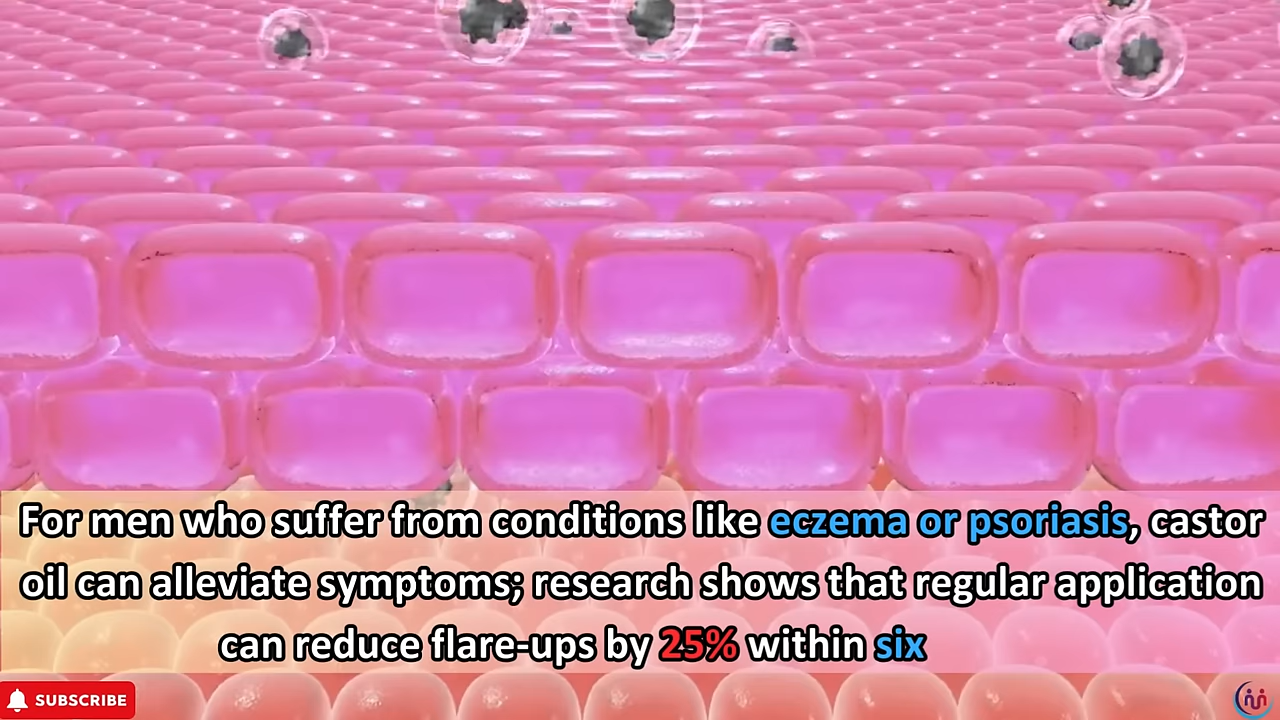 For men who suffer from conditions like eczema or psoriasis, castor
oil can alleviate symptoms; research shows that regular application
can reduce flare-ups by 25% within six
SUBSCRIBE